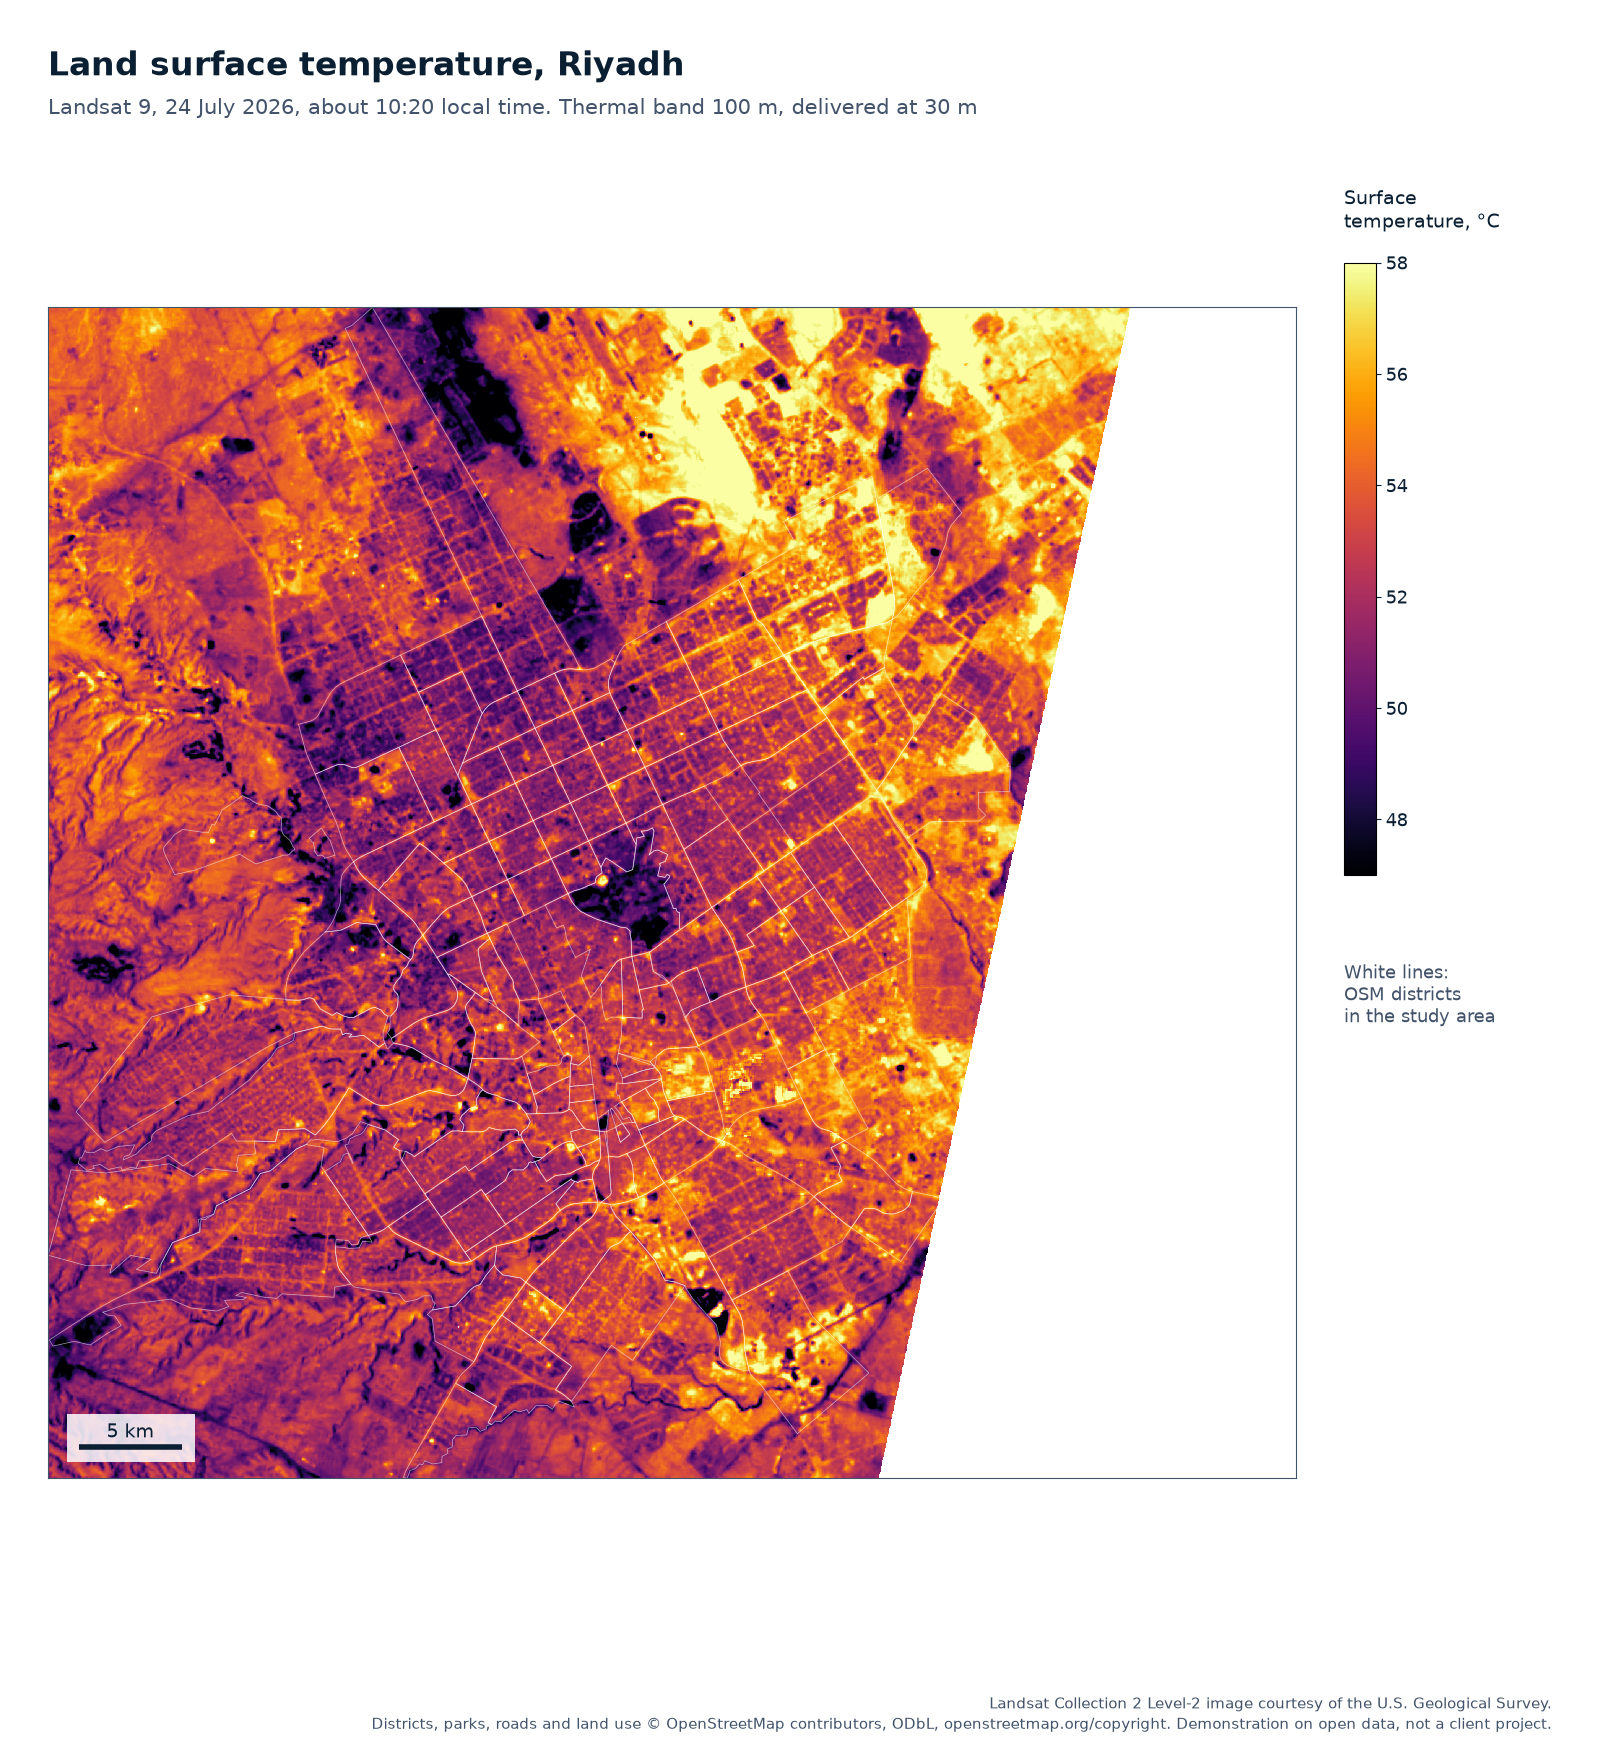 Land surface temperature, Riyadh
Landsat 9, 24 July 2026, about 10:20 local time. Thermal band 100 m, delivered at 30 m
Surface
temperature, °C
58
56
54
52
50
48
White lines:
OSM districts
in the study area
5 km
Landsat Collection 2 Level-2 image courtesy of the U.S. Geological Survey.
Districts, parks, roads and land use © OpenStreetMap contributors, ODbL, openstreetmap.org/copyright. Demonstration on open data, not a client project.